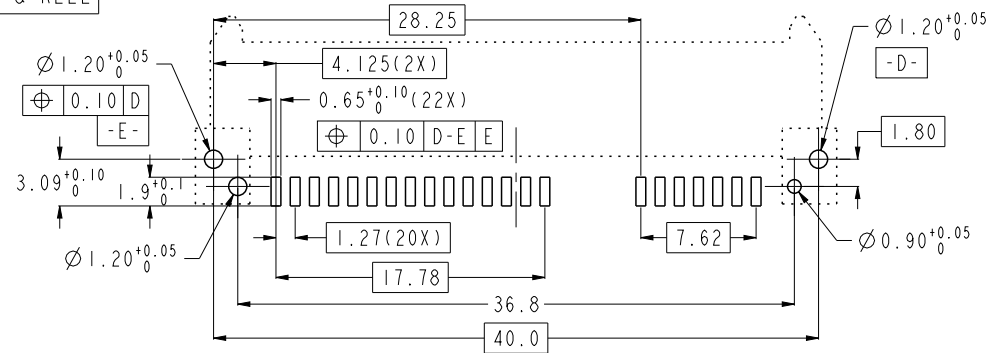 & REEL
28.25
Ø1.20 +0.05 0
Ø1.20 +0.05 0
4.125(2X)
-D-
⌖ 0.10 D
0.65 +0.10 0 (22X)
-E-
⌖ 0.10 D-E E
1.80
3.09 +0.10 0
1.9 +0.1 0
1.27(20X)
7.62
Ø1.20 +0.05 0
Ø0.90 +0.05 0
17.78
36.8
40.0